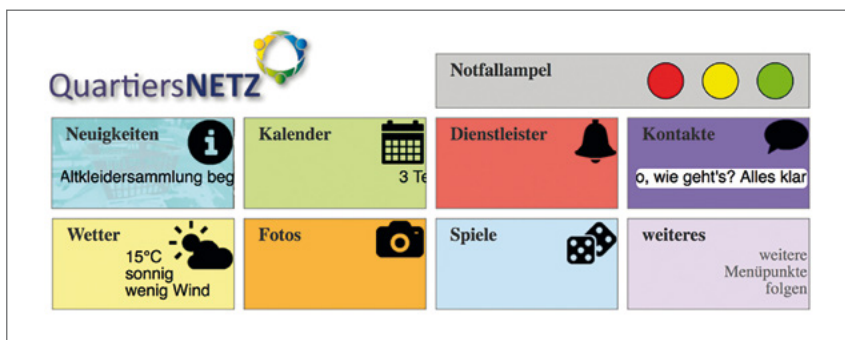 QuartiersNETZ
Notfallampel
Neuigkeiten
Altkleidersammlung beg
Kalender
3 Te
Dienstleister
Kontakte
o, wie geht's? Alles klar
Wetter
15°C
sonnig
wenig Wind
Fotos
Spiele
weiteres
weitere
Menüpunkte
folgen